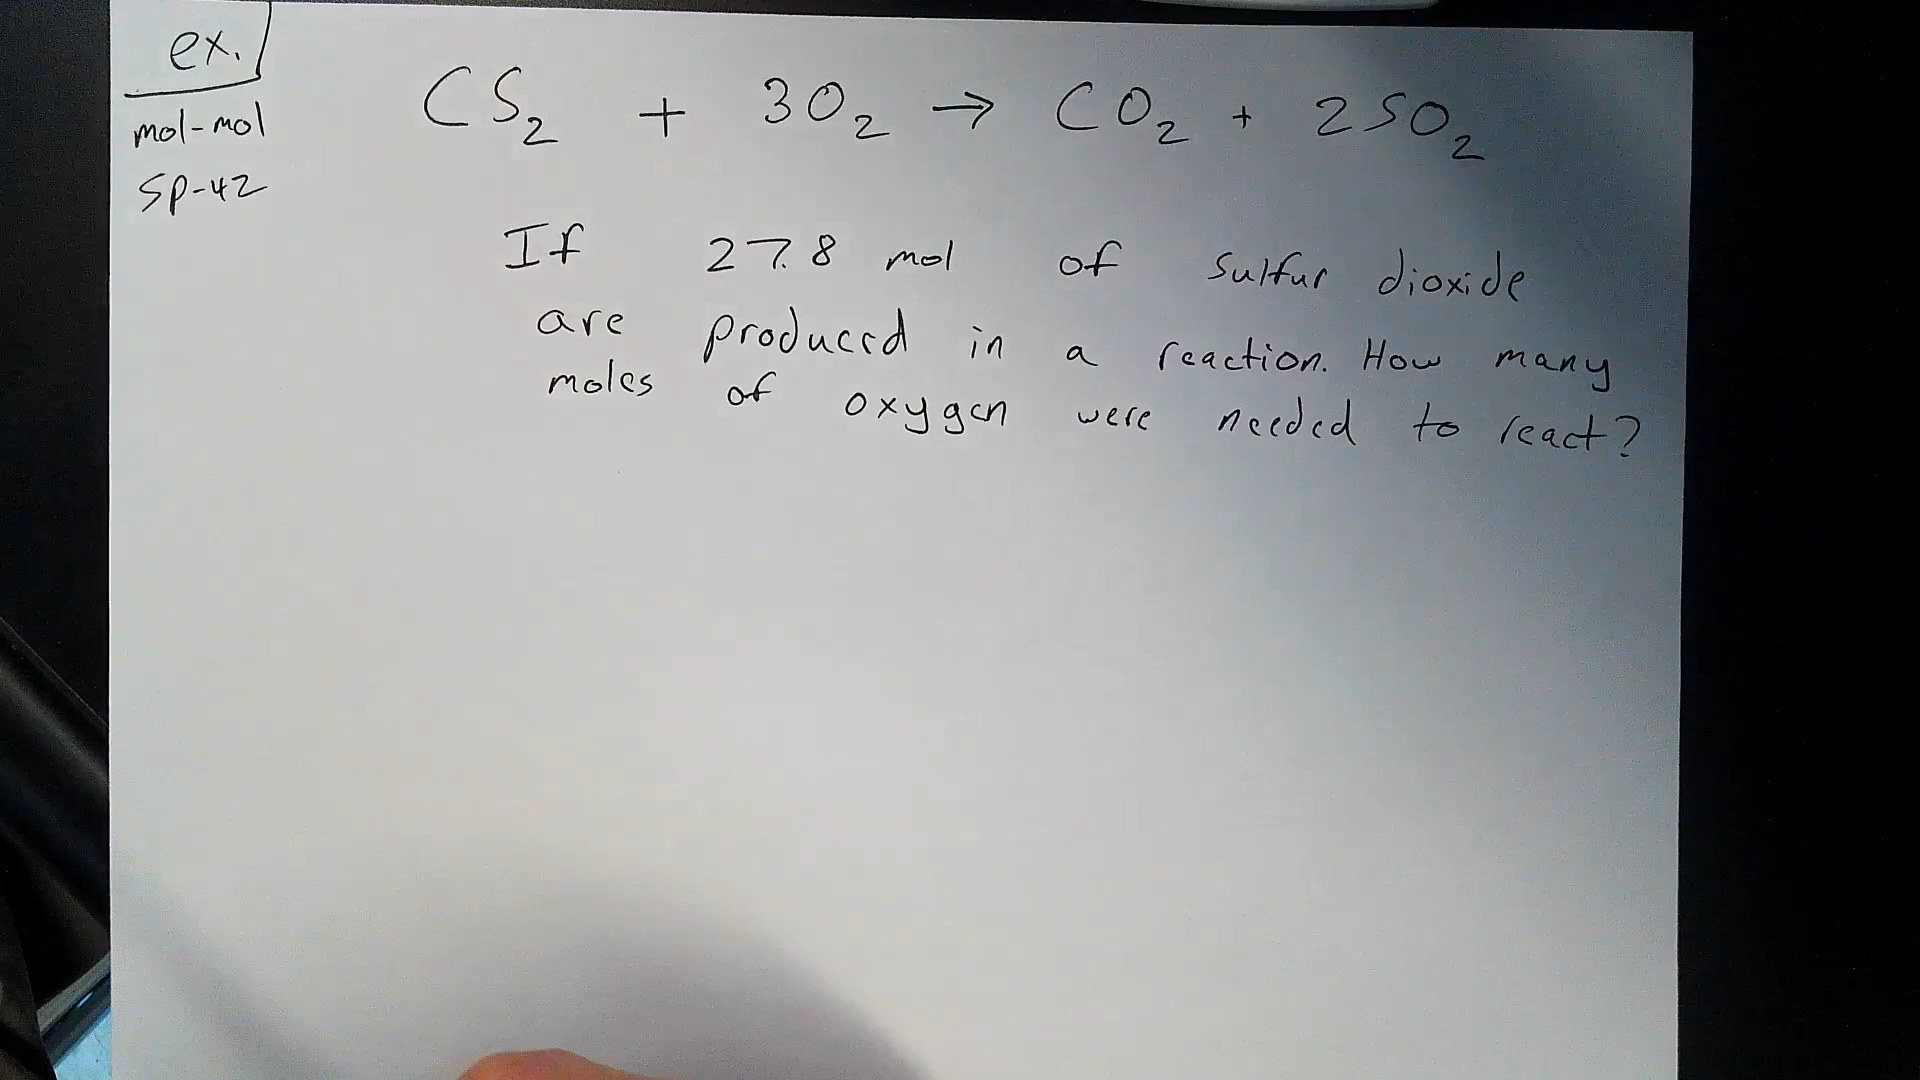 ex.
mol-mol
SP-42
CS₂ + 3O₂ → CO₂ + 2SO₂
If 27.8 mol of sulfur dioxide
are produced in a reaction. How many
moles of oxygen were needed to react?